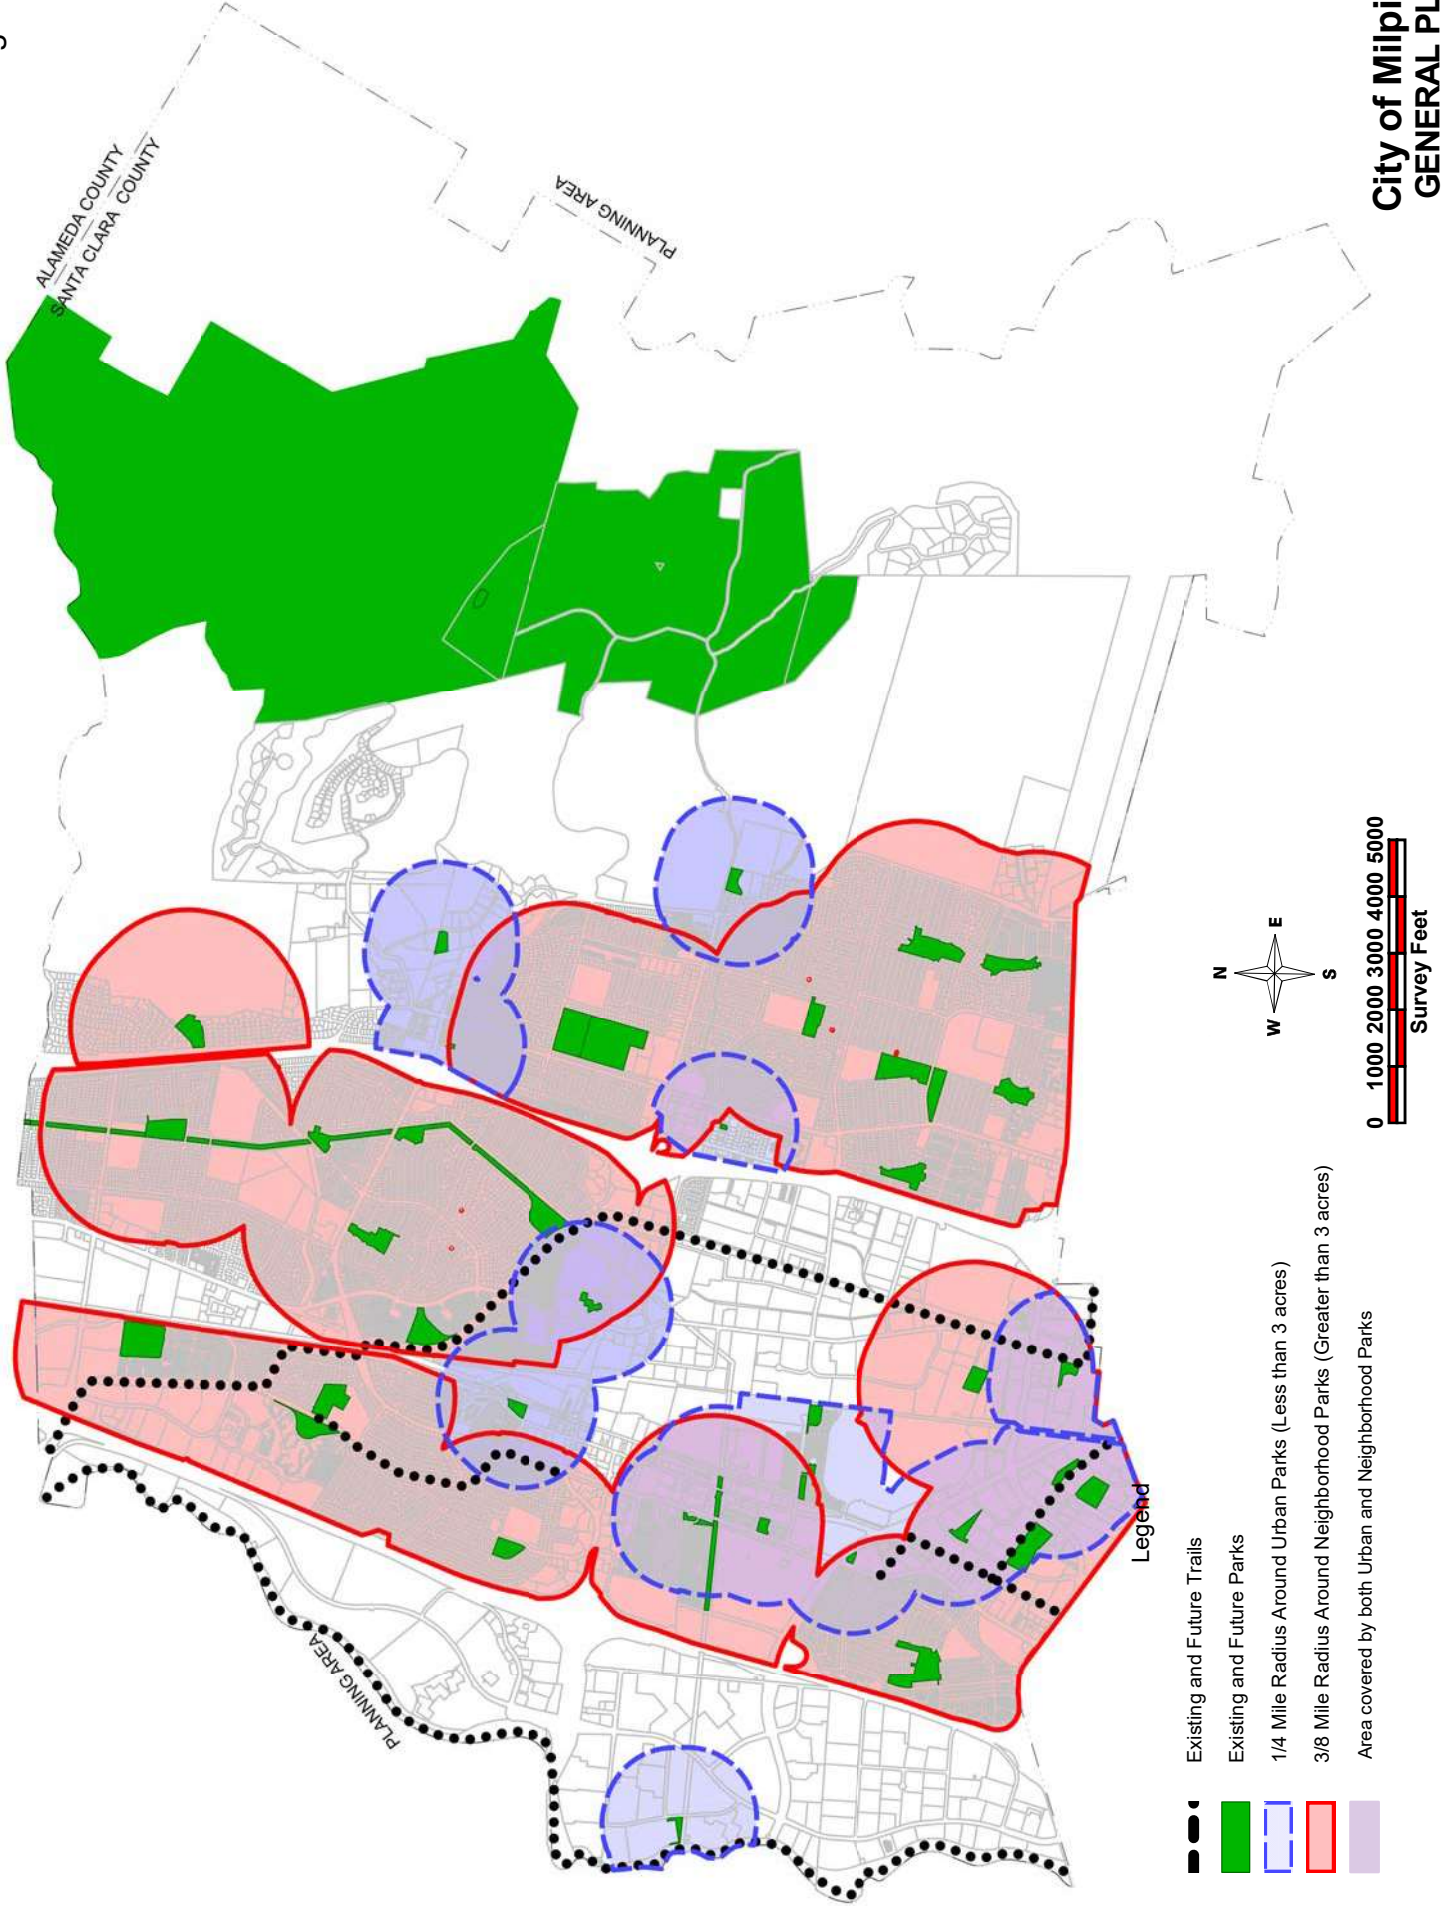 ALAMEDA COUNTY
SANTA CLARA COUNTY
PLANNING AREA
PLANNING AREA
Legend
Existing and Future Trails
Existing and Future Parks
1/4 Mile Radius Around Urban Parks (Less than 3 acres)
3/8 Mile Radius Around Neighborhood Parks (Greater than 3 acres)
Area covered by both Urban and Neighborhood Parks
N
W
E
S
0 1000 2000 3000 4000 5000
Survey Feet
City of Milpi
GENERAL PL